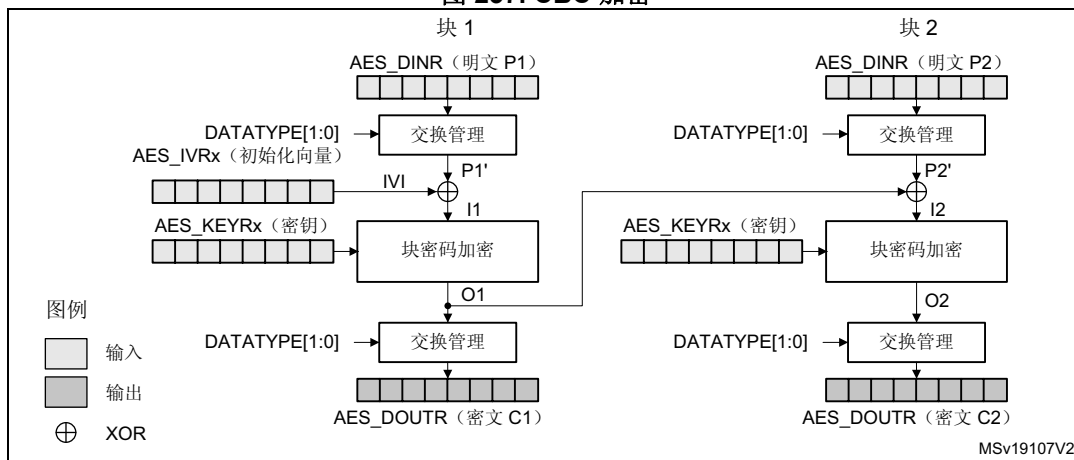 块 1
块 2
AES_DINR（明文 P1）
AES_DINR（明文 P2）
DATATYPE[1:0]
交换管理
DATATYPE[1:0]
交换管理
AES_IVRx（初始化向量）
P1'
P2'
IVI
I1
I2
AES_KEYRx（密钥）
块密码加密
AES_KEYRx（密钥）
块密码加密
O1
O2
图例
输入
输出
XOR
DATATYPE[1:0]
交换管理
DATATYPE[1:0]
交换管理
AES_DOUTR（密文 C1）
AES_DOUTR（密文 C2）
MSv19107V2